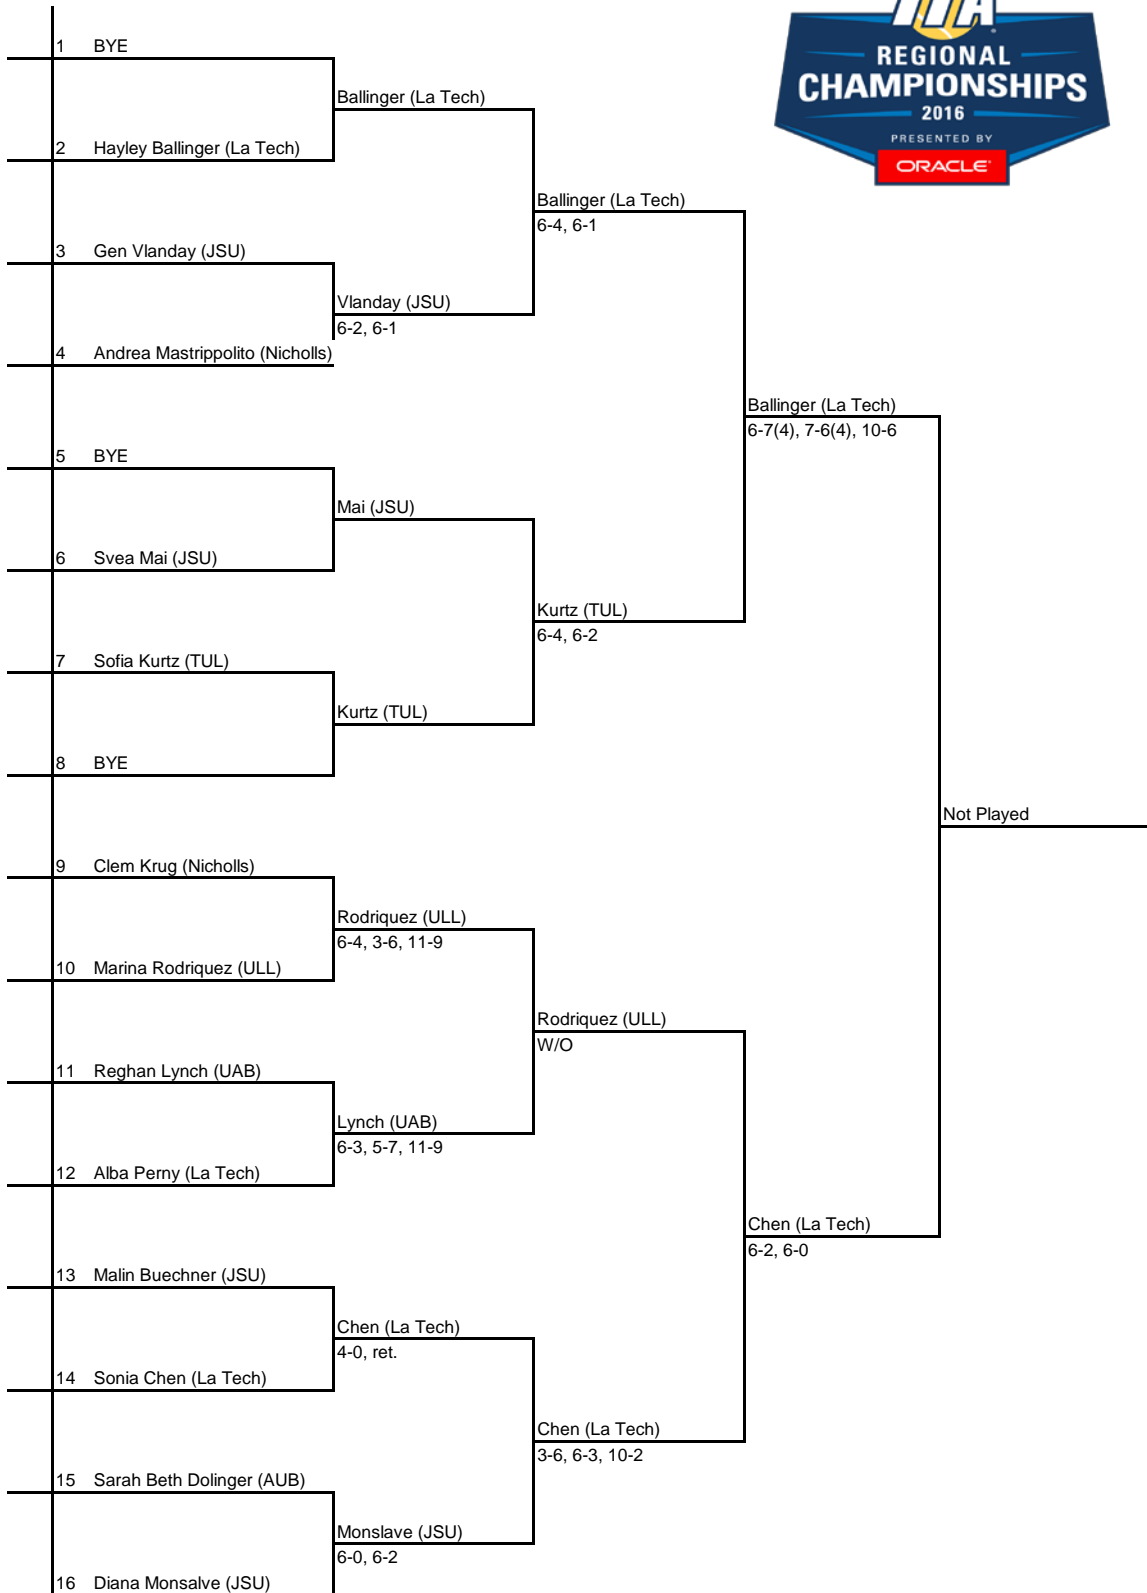 ITA
REGIONAL
CHAMPIONSHIPS
2016
PRESENTED BY
ORACLE
1 BYE
Ballinger (La Tech)
2 Hayley Ballinger (La Tech)
Ballinger (La Tech)
6-4, 6-1
3 Gen Vlanday (JSU)
Vlanday (JSU)
6-2, 6-1
4 Andrea Mastrippolito (Nicholls)
Ballinger (La Tech)
6-7(4), 7-6(4), 10-6
5 BYE
Mai (JSU)
6 Svea Mai (JSU)
Kurtz (TUL)
6-4, 6-2
7 Sofia Kurtz (TUL)
Kurtz (TUL)
8 BYE
Not Played
9 Clem Krug (Nicholls)
Rodriquez (ULL)
6-4, 3-6, 11-9
10 Marina Rodriquez (ULL)
Rodriquez (ULL)
W/O
11 Reghan Lynch (UAB)
Lynch (UAB)
6-3, 5-7, 11-9
12 Alba Perny (La Tech)
Chen (La Tech)
6-2, 6-0
13 Malin Buechner (JSU)
Chen (La Tech)
4-0, ret.
14 Sonia Chen (La Tech)
Chen (La Tech)
3-6, 6-3, 10-2
15 Sarah Beth Dolinger (AUB)
Monslave (JSU)
6-0, 6-2
16 Diana Monsalve (JSU)